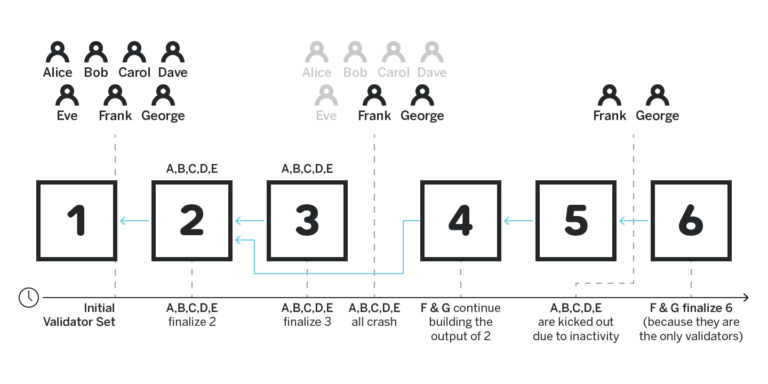 Alice Bob Carol Dave
Eve Frank George
Alice Bob Carol Dave
Eve Frank George
Frank George
A,B,C,D,E
A,B,C,D,E
1
2
3
4
5
6
Initial
Validator Set
A,B,C,D,E
finalize 2
A,B,C,D,E
finalize 3
A,B,C,D,E
all crash
F & G continue
building the
output of 2
A,B,C,D,E
are kicked out
due to inactivity
F & G finalize 6
(because they are
the only validators)